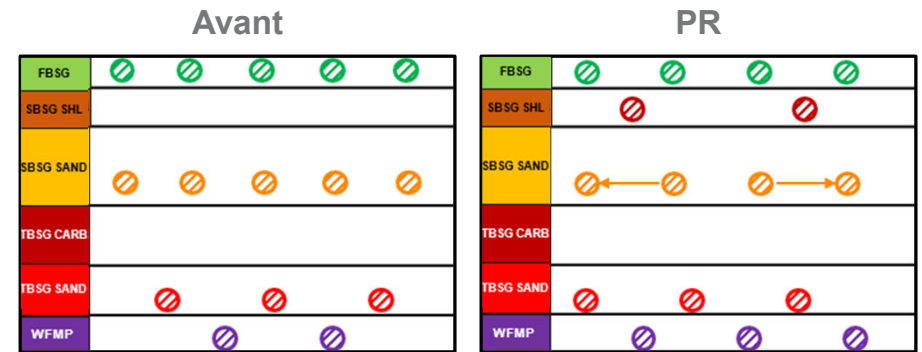 Avant
FBSG
SBSG SHL
SBSG SAND
TBSG CARB
TBSG SAND
WFMP
PR
FBSG
SBSG SHL
SBSG SAND
TBSG CARB
TBSG SAND
WFMP